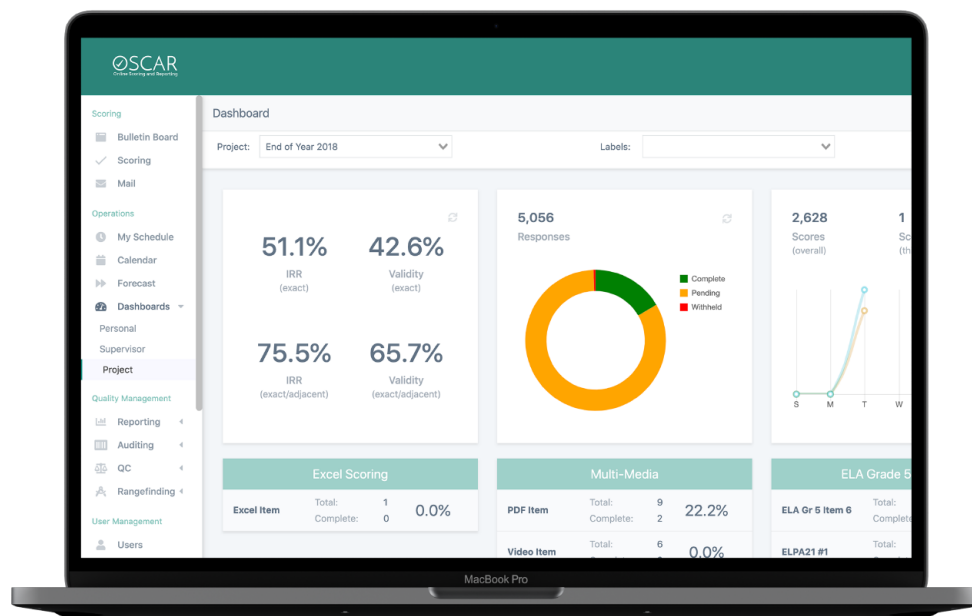 OSCAR
Online Scoring and Reporting
Scoring
Bulletin Board
Scoring
Mail
Operations
My Schedule
Calendar
Forecast
Dashboards
Personal
Supervisor
Project
Quality Management
Reporting
Auditing
QC
Rangefinding
User Management
Users
Dashboard
Project: End of Year 2018
Labels:
51.1%
IRR
(exact)
42.6%
Validity
(exact)
75.5%
IRR
(exact/adjacent)
65.7%
Validity
(exact/adjacent)
5,056
Responses
Complete
Pending
Withheld
2,628
Scores
(overall)
1
Sc
(th
S M T W
Excel Scoring
Excel Item
Total: 1
Complete: 0
0.0%
Multi-Media
PDF Item
Total: 9
Complete: 2
22.2%
Video Item
Total: 6
0.0%
ELA Grade 5
ELA Gr 5 Item 6
Total:
Complete
ELPA21 #1
Total:
MacBook Pro